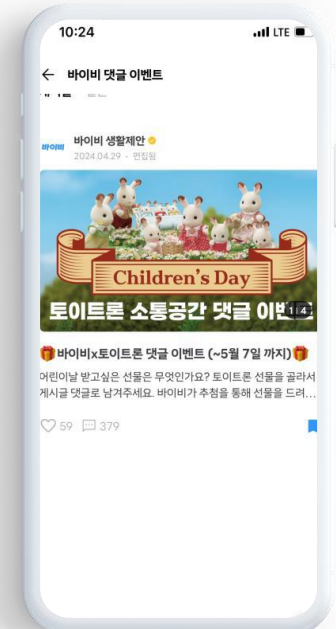 10:24
LTE
바이비 댓글 이벤트
바이비
바이비 생활제안
2024.04.29 · 편집됨
Children's Day
토이트론 소통공간 댓글
🎁바이비x토이트론 댓글 이벤트 (~5월 7일 까지)🎁
어린이날 받고싶은 선물은 무엇인가요? 토이트론 선물을 골라서
게시글 댓글로 남겨주세요. 바이비가 추첨을 통해 선물을 드려...
59
379